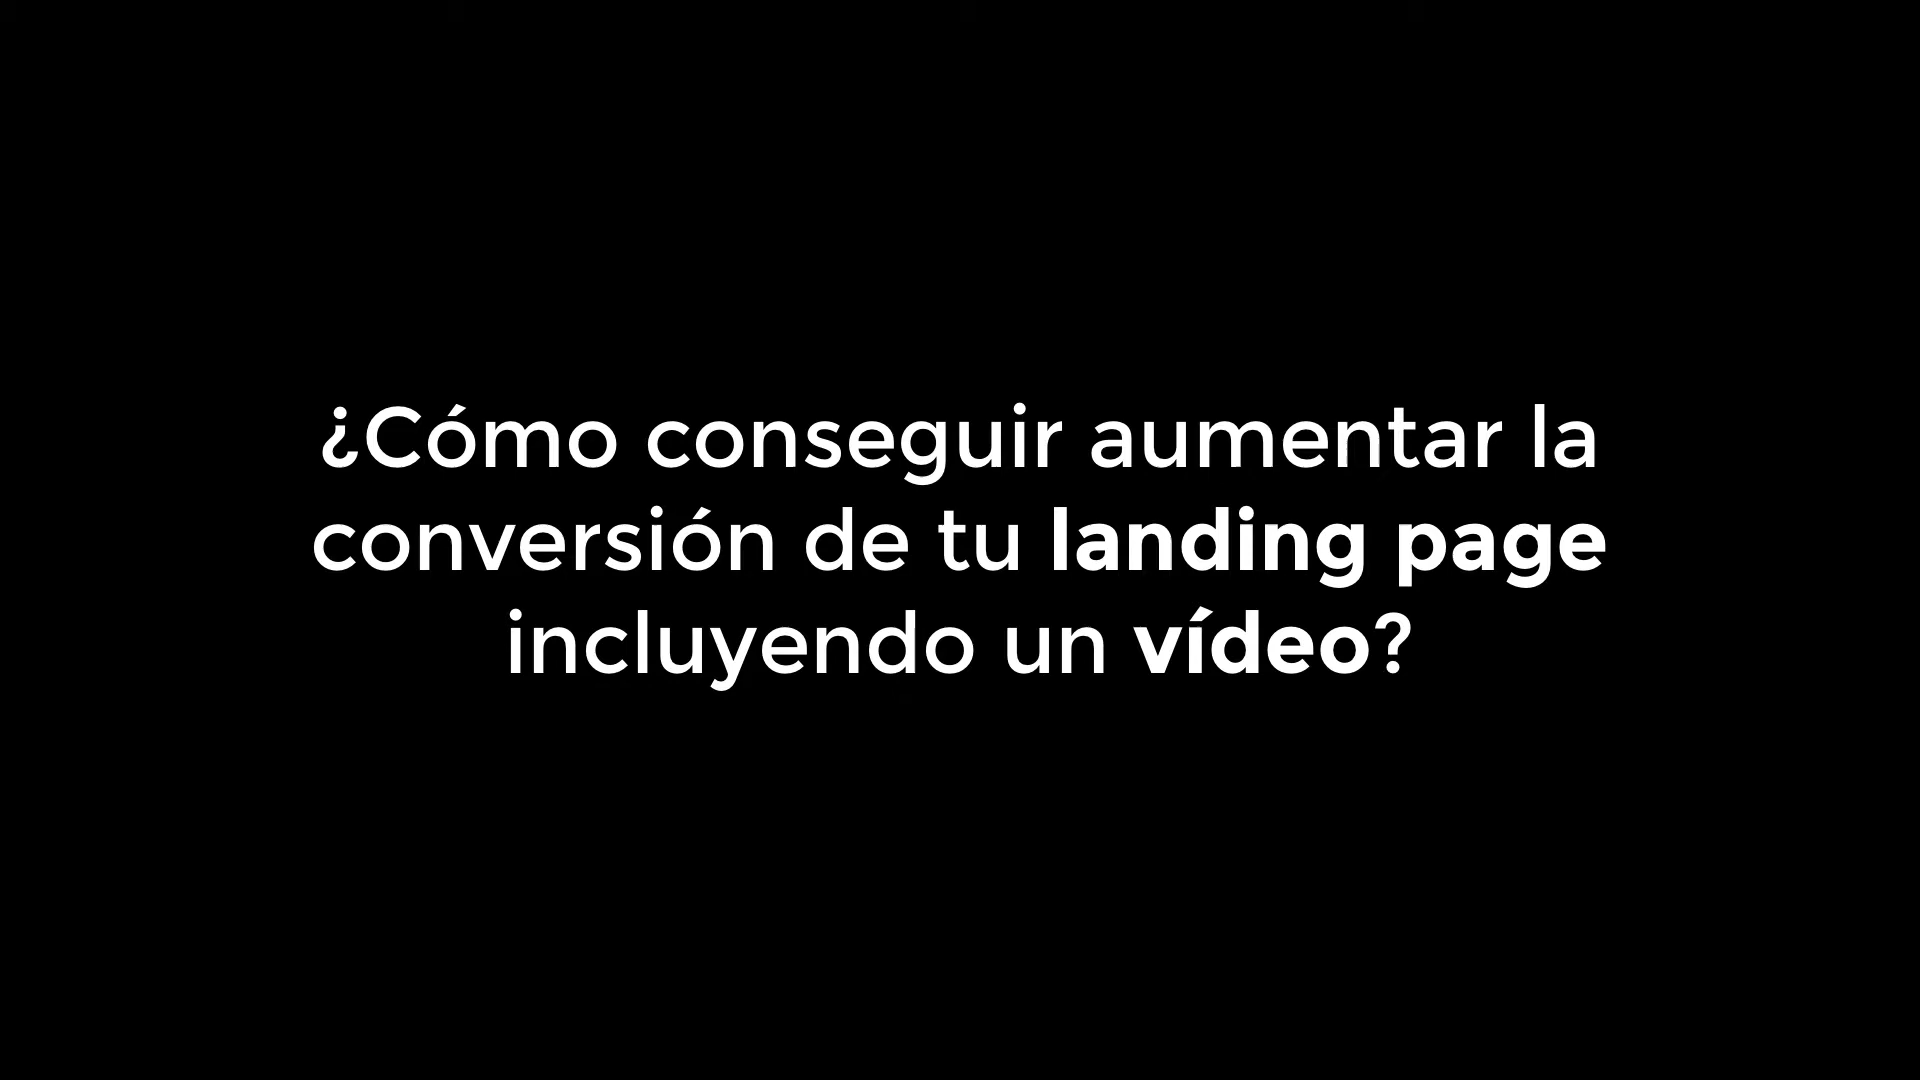 ¿Cómo conseguir aumentar la
conversión de tu landing page
incluyendo un vídeo?